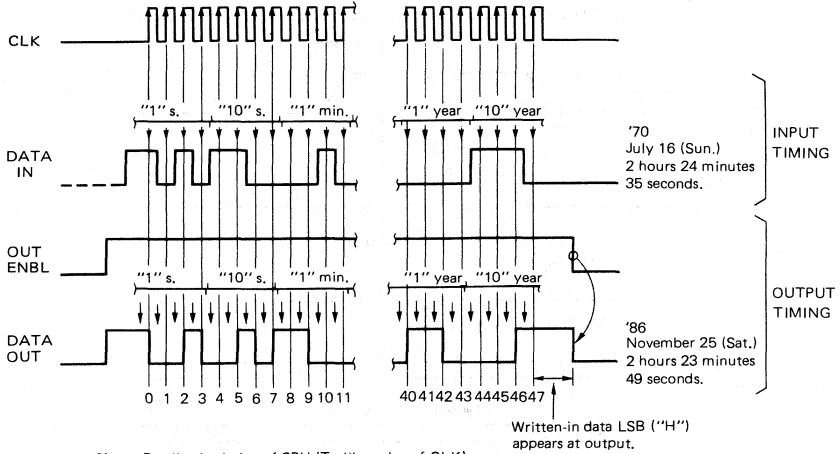 CLK
"1" s. "10" s. "1" min. "1" year "10" year
DATA
IN
'70
July 16 (Sun.)
2 hours 24 minutes
35 seconds.
INPUT
TIMING
OUT
ENBL
"1" s. "10" s. "1" min. "1" year "10" year
DATA
OUT
'86
November 25 (Sat.)
2 hours 23 minutes
49 seconds.
OUTPUT
TIMING
0 1 2 3 4 5 6 7 8 9 10 11 40 41 42 43 44 45 46 47
Written-in data LSB ("H")
appears at output.